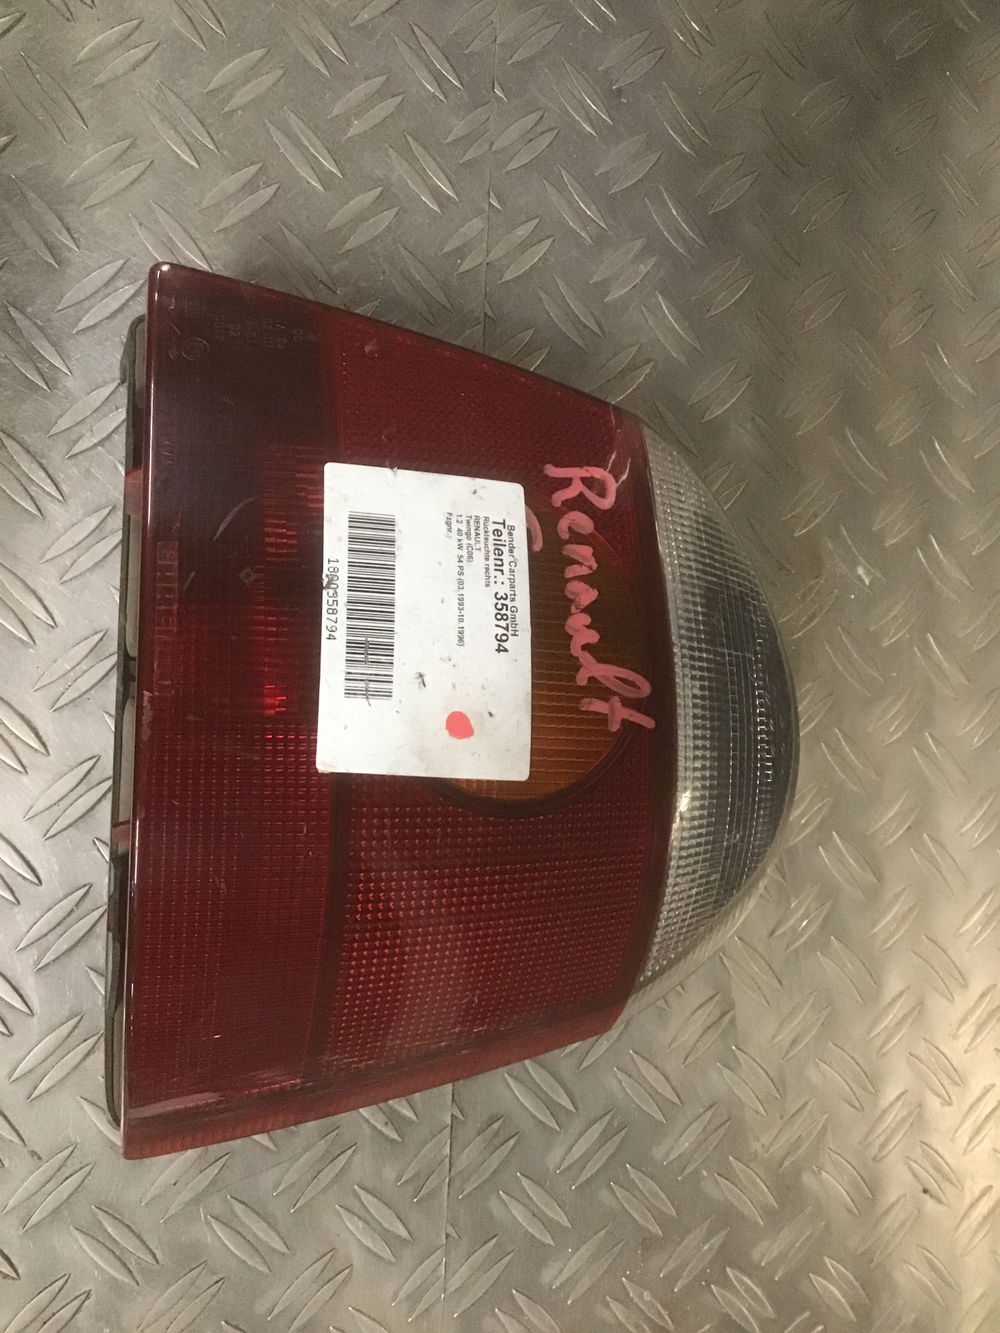 Renault
Bender Carparts GmbH
Teilenr.: 358794
Rückleuchte rechts
RENAULT
Twingo (C06)
1.2 40 kW 54 PS (03.1993-10.1996)
Fzgnr.:
1800358794